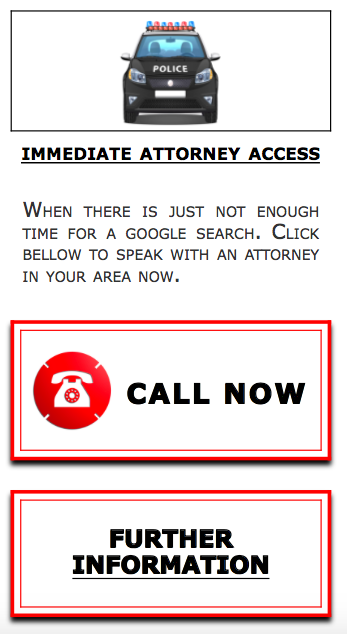 POLICE
IMMEDIATE ATTORNEY ACCESS
When there is just not enough
time for a google search. Click
bellow to speak with an attorney
in your area now.
CALL NOW
FURTHER
INFORMATION